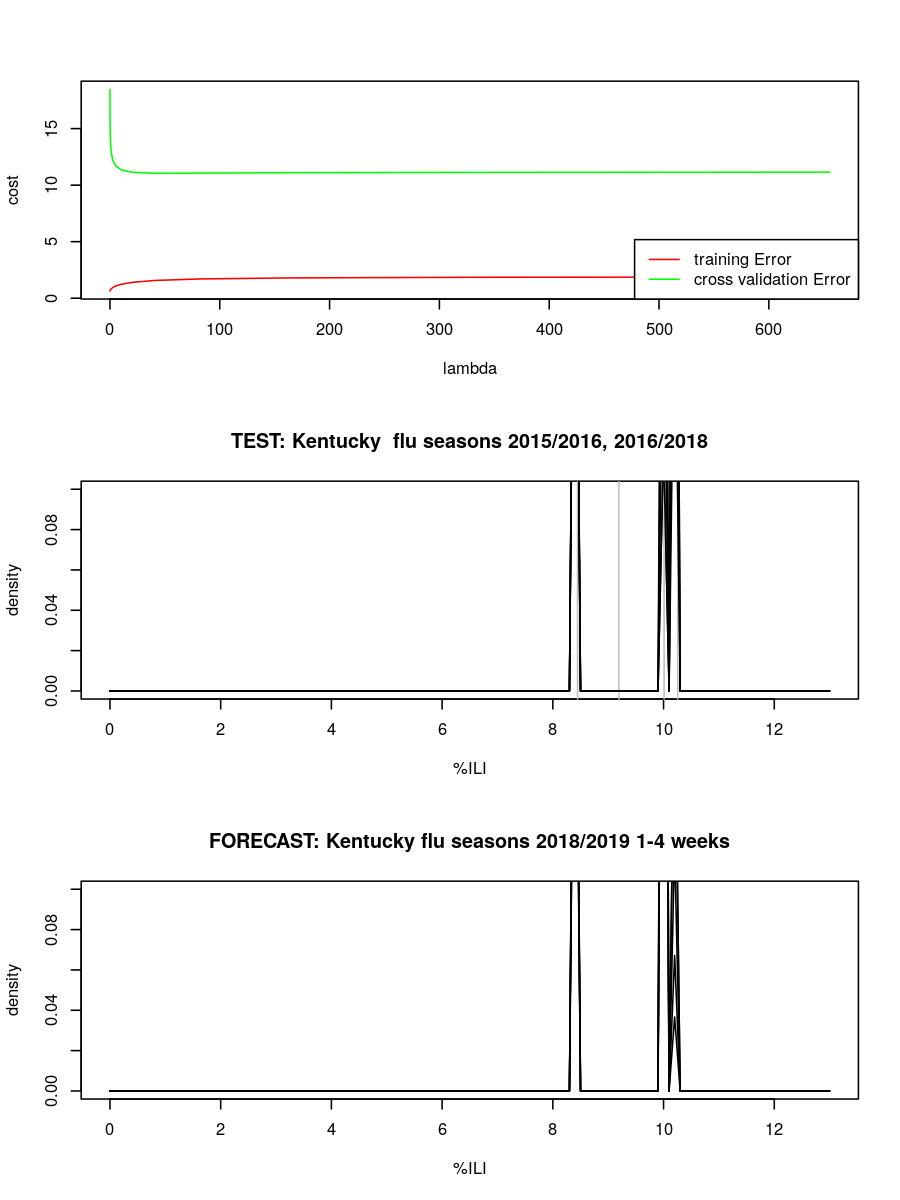 cost
0
5
10
15
training Error
cross validation Error
0 100 200 300 400 500 600
lambda
TEST: Kentucky  flu seasons 2015/2016, 2016/2018
density
0.00
0.04
0.08
0 2 4 6 8 10 12
%ILI
FORECAST: Kentucky flu seasons 2018/2019 1-4 weeks
density
0.00
0.04
0.08
0 2 4 6 8 10 12
%ILI